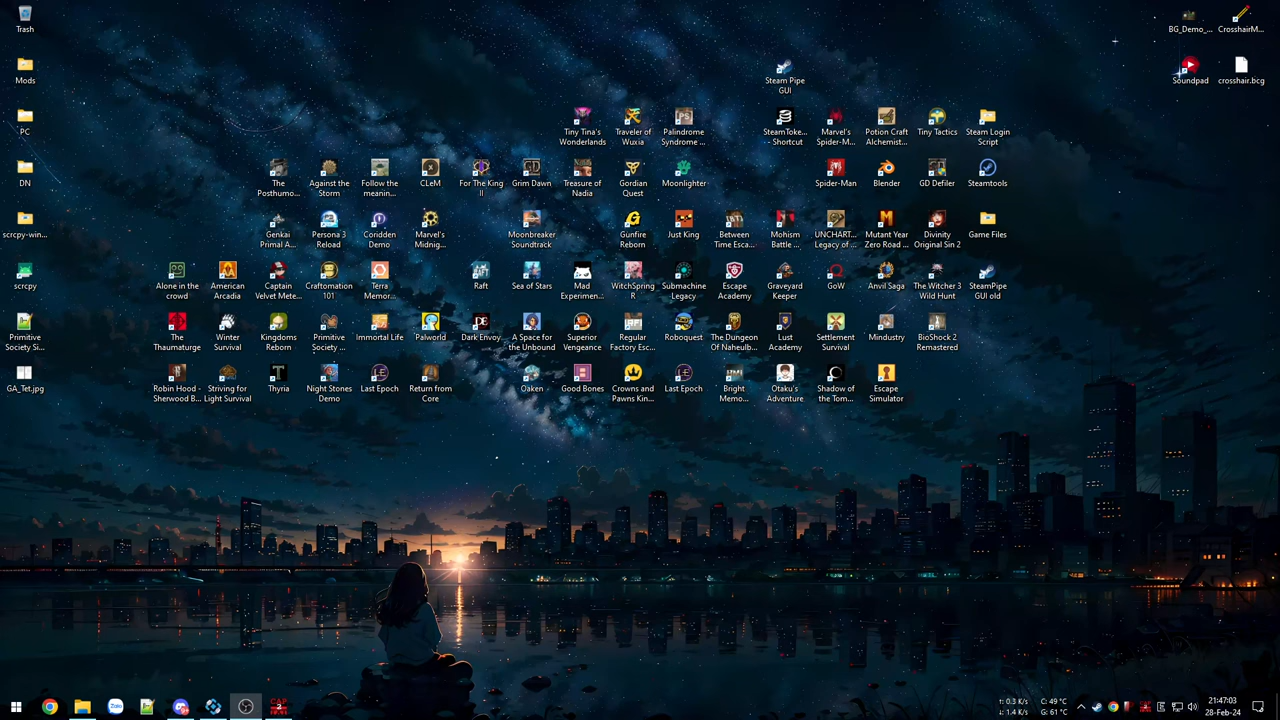 Trash
BG_Demo_...
CrosshairM...
Mods
Steam Pipe
GUI
Soundpad
crosshair.bcg
PC
Tiny Tina's
Wonderlands
Traveler of
Wuxia
Palindrome
Syndrome ...
SteamToke...
- Shortcut
Marvel's
Spider-M...
Potion Craft
Alchemist...
Tiny Tactics
Steam Login
Script
DN
The
Posthumo...
Against the
Storm
Follow the
meanin...
CLeM
For The King
II
Grim Dawn
Treasure of
Nadia
Gordian
Quest
Moonlighter
Spider-Man
Blender
GD Defiler
Steamtools
scrcpy-win...
Genkai
Primal A...
Persona 3
Reload
Coridden
Demo
Marvel's
Midnig...
Moonbreaker
Soundtrack
Gunfire
Reborn
Just King
Between
Time Esca...
Mohism
Battle ...
UNCHART...
Legacy of ...
Mutant Year
Zero Road ...
Divinity
Original Sin 2
Game Files
scrcpy
Alone in the
crowd
American
Arcadia
Captain
Velvet Mete...
Craftomation
101
Terra
Memor...
RAFT
Raft
Sea of Stars
Mad
Experimen...
WitchSpring
R
Submachine
Legacy
Escape
Academy
Graveyard
Keeper
GoW
Anvil Saga
The Witcher 3
Wild Hunt
SteamPipe
GUI old
Primitive
Society Si...
The
Thaumaturge
Winter
Survival
Kingdoms
Reborn
Primitive
Society ...
Immortal Life
Palworld
Dark Envoy
A Space for
the Unbound
Superior
Vengeance
Regular
Factory Esc...
Roboquest
The Dungeon
Of Naheulb...
Lust
Academy
Settlement
Survival
Mindustry
BioShock 2
Remastered
GA_Tet.jpg
Robin Hood -
Sherwood B...
Striving for
Light Survival
Thyria
Night Stones
Demo
Last Epoch
Return from
Core
Oaken
Good Bones
Crowns and
Pawns Kin...
Last Epoch
Bright
Memo...
Otaku's
Adventure
Shadow of
the Tom...
Escape
Simulator
Zalo
↑: 0.3 K/s
↓: 1.4 K/s
C: 49 °C
G: 61 °C
21:47:03
28-Feb-24